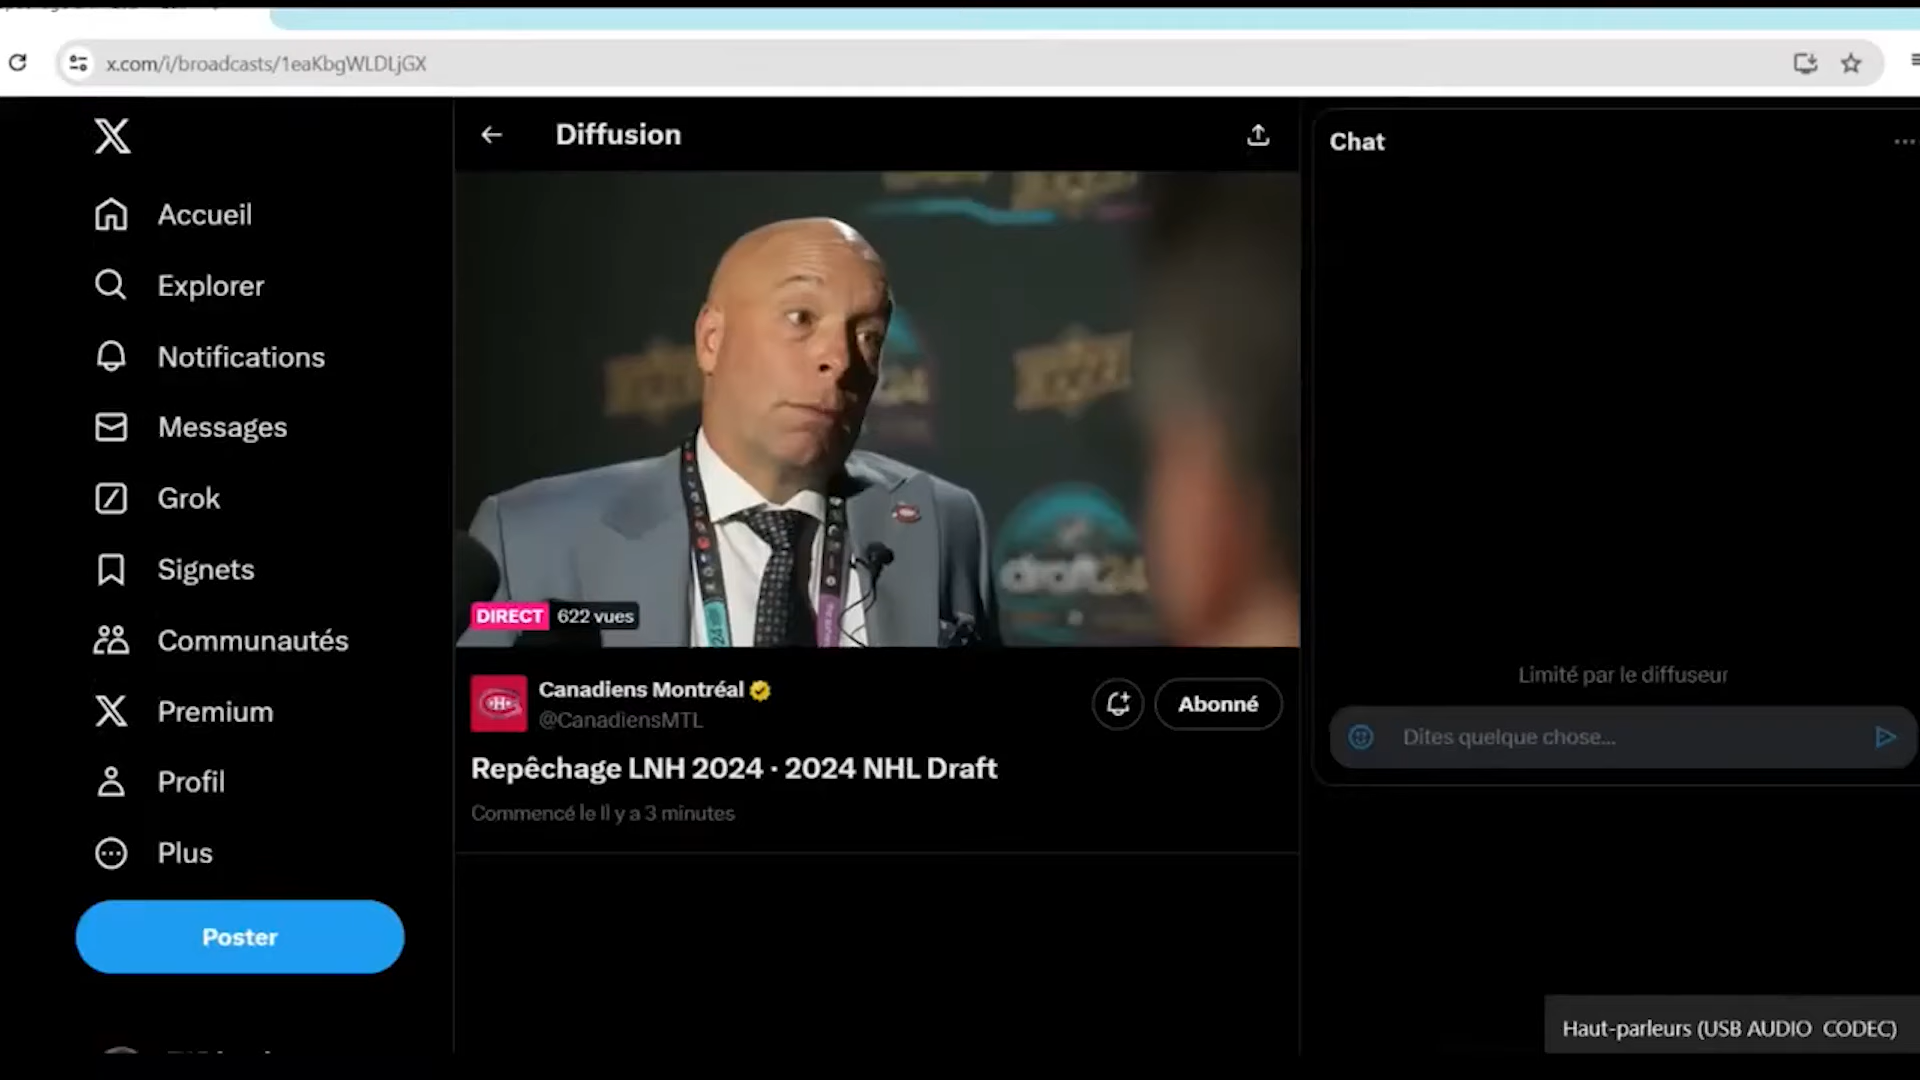 x.com/i/broadcasts/1eaKbgWLDLjGX
Accueil
Explorer
Notifications
Messages
Grok
Signets
Communautés
Premium
Profil
Plus
Poster
Diffusion
draft24
DIRECT 622 vues
Canadiens Montréal
@CanadiensMTL
Abonné
Repêchage LNH 2024 · 2024 NHL Draft
Commencé le Il y a 3 minutes
Chat
Limité par le diffuseur
Dites quelque chose...
Haut-parleurs (USB AUDIO CODEC)